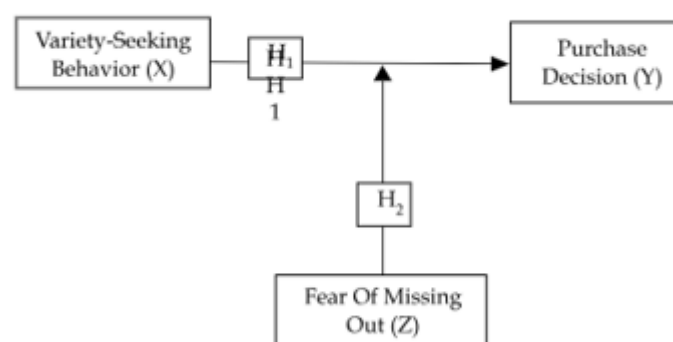 Variety-Seeking
Behavior (X)
H₁
H
1
Purchase
Decision (Y)
H₂
Fear Of Missing
Out (Z)